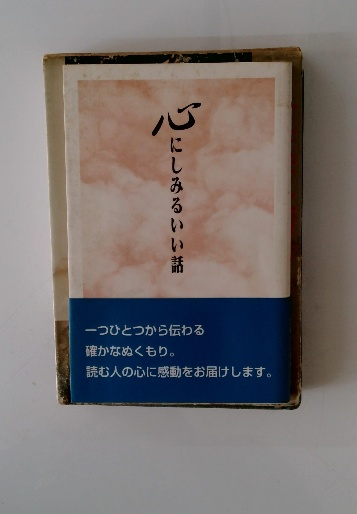 心にしみるいい話
一つひとつから伝わる
確かなぬくもり。
読む人の心に感動をお届けします。